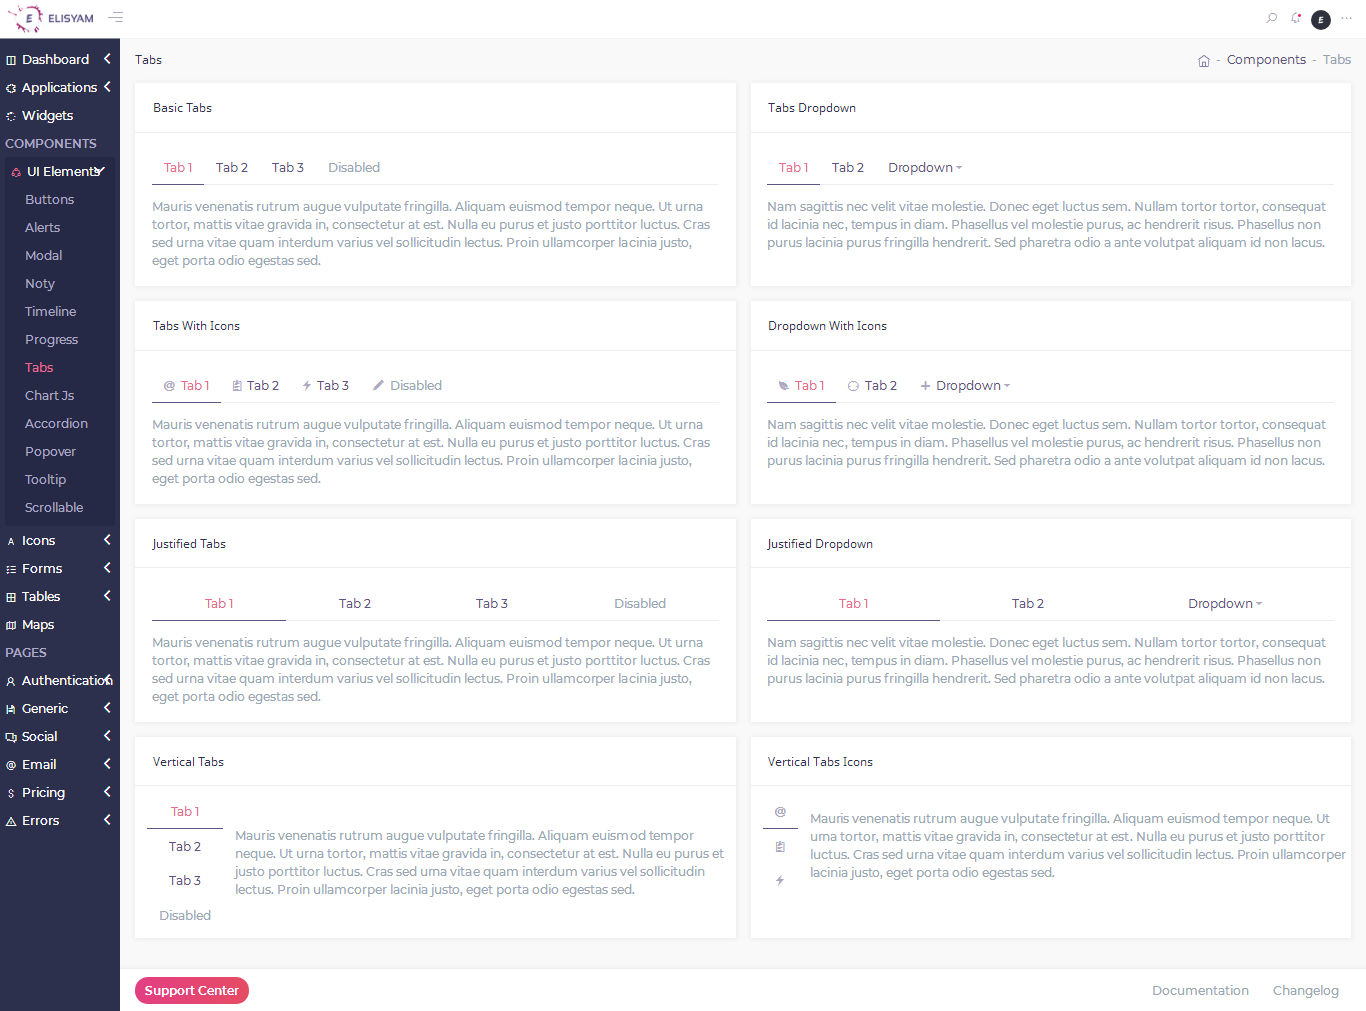 E ELISYAM
E
Dashboard
Applications
Widgets
COMPONENTS
UI Elements
Buttons
Alerts
Modal
Noty
Timeline
Progress
Tabs
Chart Js
Accordion
Popover
Tooltip
Scrollable
Icons
Forms
Tables
Maps
PAGES
Authentication
Generic
Social
Email
Pricing
Errors
Tabs
- Components - Tabs
Basic Tabs
Tab 1 Tab 2 Tab 3 Disabled
Mauris venenatis rutrum augue vulputate fringilla. Aliquam euismod tempor neque. Ut urna
tortor, mattis vitae gravida in, consectetur at est. Nulla eu purus et justo porttitor luctus. Cras
sed urna vitae quam interdum varius vel sollicitudin lectus. Proin ullamcorper lacinia justo,
eget porta odio egestas sed.
Tabs Dropdown
Tab 1 Tab 2 Dropdown
Nam sagittis nec velit vitae molestie. Donec eget luctus sem. Nullam tortor tortor, consequat
id lacinia nec, tempus in diam. Phasellus vel molestie purus, ac hendrerit risus. Phasellus non
purus lacinia purus fringilla hendrerit. Sed pharetra odio a ante volutpat aliquam id non lacus.
Tabs With Icons
@ Tab 1 Tab 2 Tab 3 Disabled
Mauris venenatis rutrum augue vulputate fringilla. Aliquam euismod tempor neque. Ut urna
tortor, mattis vitae gravida in, consectetur at est. Nulla eu purus et justo porttitor luctus. Cras
sed urna vitae quam interdum varius vel sollicitudin lectus. Proin ullamcorper lacinia justo,
eget porta odio egestas sed.
Dropdown With Icons
Tab 1 Tab 2 + Dropdown
Nam sagittis nec velit vitae molestie. Donec eget luctus sem. Nullam tortor tortor, consequat
id lacinia nec, tempus in diam. Phasellus vel molestie purus, ac hendrerit risus. Phasellus non
purus lacinia purus fringilla hendrerit. Sed pharetra odio a ante volutpat aliquam id non lacus.
Justified Tabs
Tab 1 Tab 2 Tab 3 Disabled
Mauris venenatis rutrum augue vulputate fringilla. Aliquam euismod tempor neque. Ut urna
tortor, mattis vitae gravida in, consectetur at est. Nulla eu purus et justo porttitor luctus. Cras
sed urna vitae quam interdum varius vel sollicitudin lectus. Proin ullamcorper lacinia justo,
eget porta odio egestas sed.
Justified Dropdown
Tab 1 Tab 2 Dropdown
Nam sagittis nec velit vitae molestie. Donec eget luctus sem. Nullam tortor tortor, consequat
id lacinia nec, tempus in diam. Phasellus vel molestie purus, ac hendrerit risus. Phasellus non
purus lacinia purus fringilla hendrerit. Sed pharetra odio a ante volutpat aliquam id non lacus.
Vertical Tabs
Tab 1
Tab 2
Tab 3
Disabled
Mauris venenatis rutrum augue vulputate fringilla. Aliquam euismod tempor
neque. Ut urna tortor, mattis vitae gravida in, consectetur at est. Nulla eu purus et
justo porttitor luctus. Cras sed urna vitae quam interdum varius vel sollicitudin
lectus. Proin ullamcorper lacinia justo, eget porta odio egestas sed.
Vertical Tabs Icons
@
Mauris venenatis rutrum augue vulputate fringilla. Aliquam euismod tempor neque. Ut
urna tortor, mattis vitae gravida in, consectetur at est. Nulla eu purus et justo porttitor
luctus. Cras sed urna vitae quam interdum varius vel sollicitudin lectus. Proin ullamcorper
lacinia justo, eget porta odio egestas sed.
Support Center
Documentation Changelog